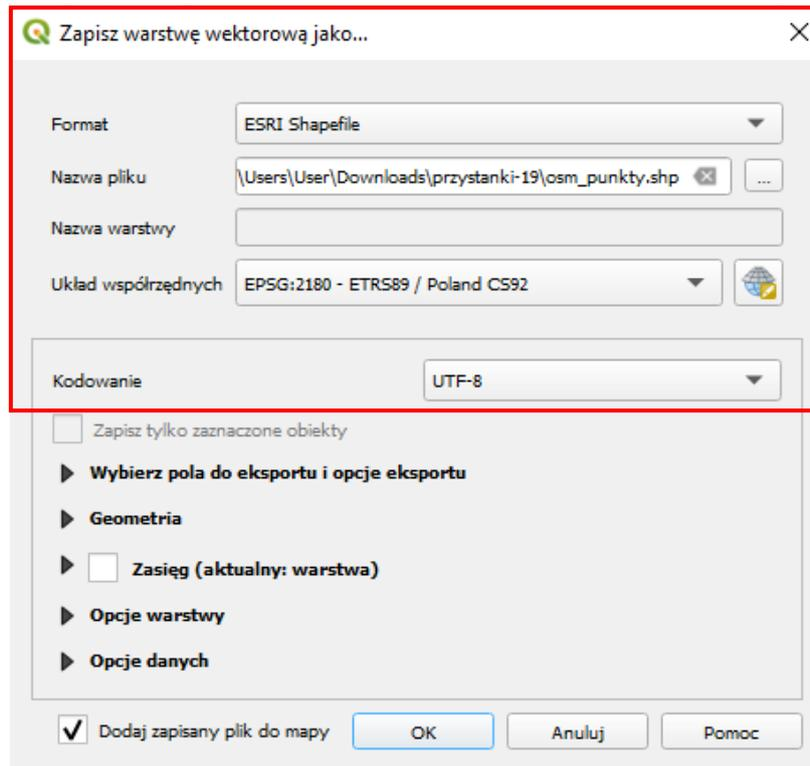 Zapisz warstwę wektorową jako...
Format ESRI Shapefile
Nazwa pliku \Users\User\Downloads\przystanki-19\osm_punkty.shp ...
Nazwa warstwy
Układ współrzędnych EPSG:2180 - ETRS89 / Poland CS92
Kodowanie UTF-8
Zapisz tylko zaznaczone obiekty
Wybierz pola do eksportu i opcje eksportu
Geometria
Zasięg (aktualny: warstwa)
Opcje warstwy
Opcje danych
Dodaj zapisany plik do mapy OK Anuluj Pomoc